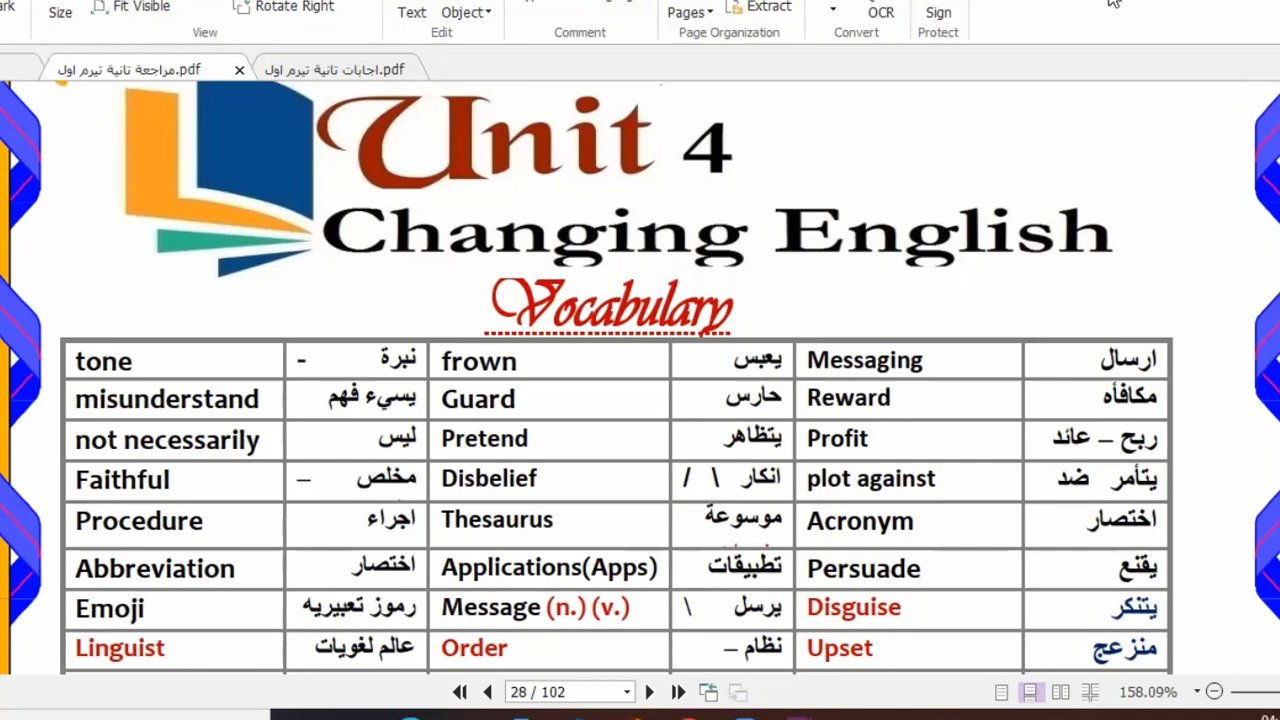 Fit Visible
Rotate Right
Size
Text
Object
Pages
Extract
OCR
Sign
View
Edit
Comment
Page Organization
Convert
Protect
مراجعة ثانية تيرم اول.pdf
اجابات ثانية تيرم اول.pdf
Unit 4
Changing English
Vocabulary
tone نبرة - frown يعبس Messaging ارسال
misunderstand يسيء فهم Guard حارس Reward مكافأه
not necessarily ليس Pretend يتظاهر Profit ربح – عائد
Faithful مخلص – Disbelief انكار \ / plot against يتأمر ضد
Procedure اجراء Thesaurus موسوعة Acronym اختصار
Abbreviation اختصار Applications(Apps) تطبيقات Persuade يقنع
Emoji رموز تعبيريه Message (n.) (v.) يرسل \ Disguise يتنكر
Linguist عالم لغويات Order نظام – Upset منزعج
28 / 102
158.09%